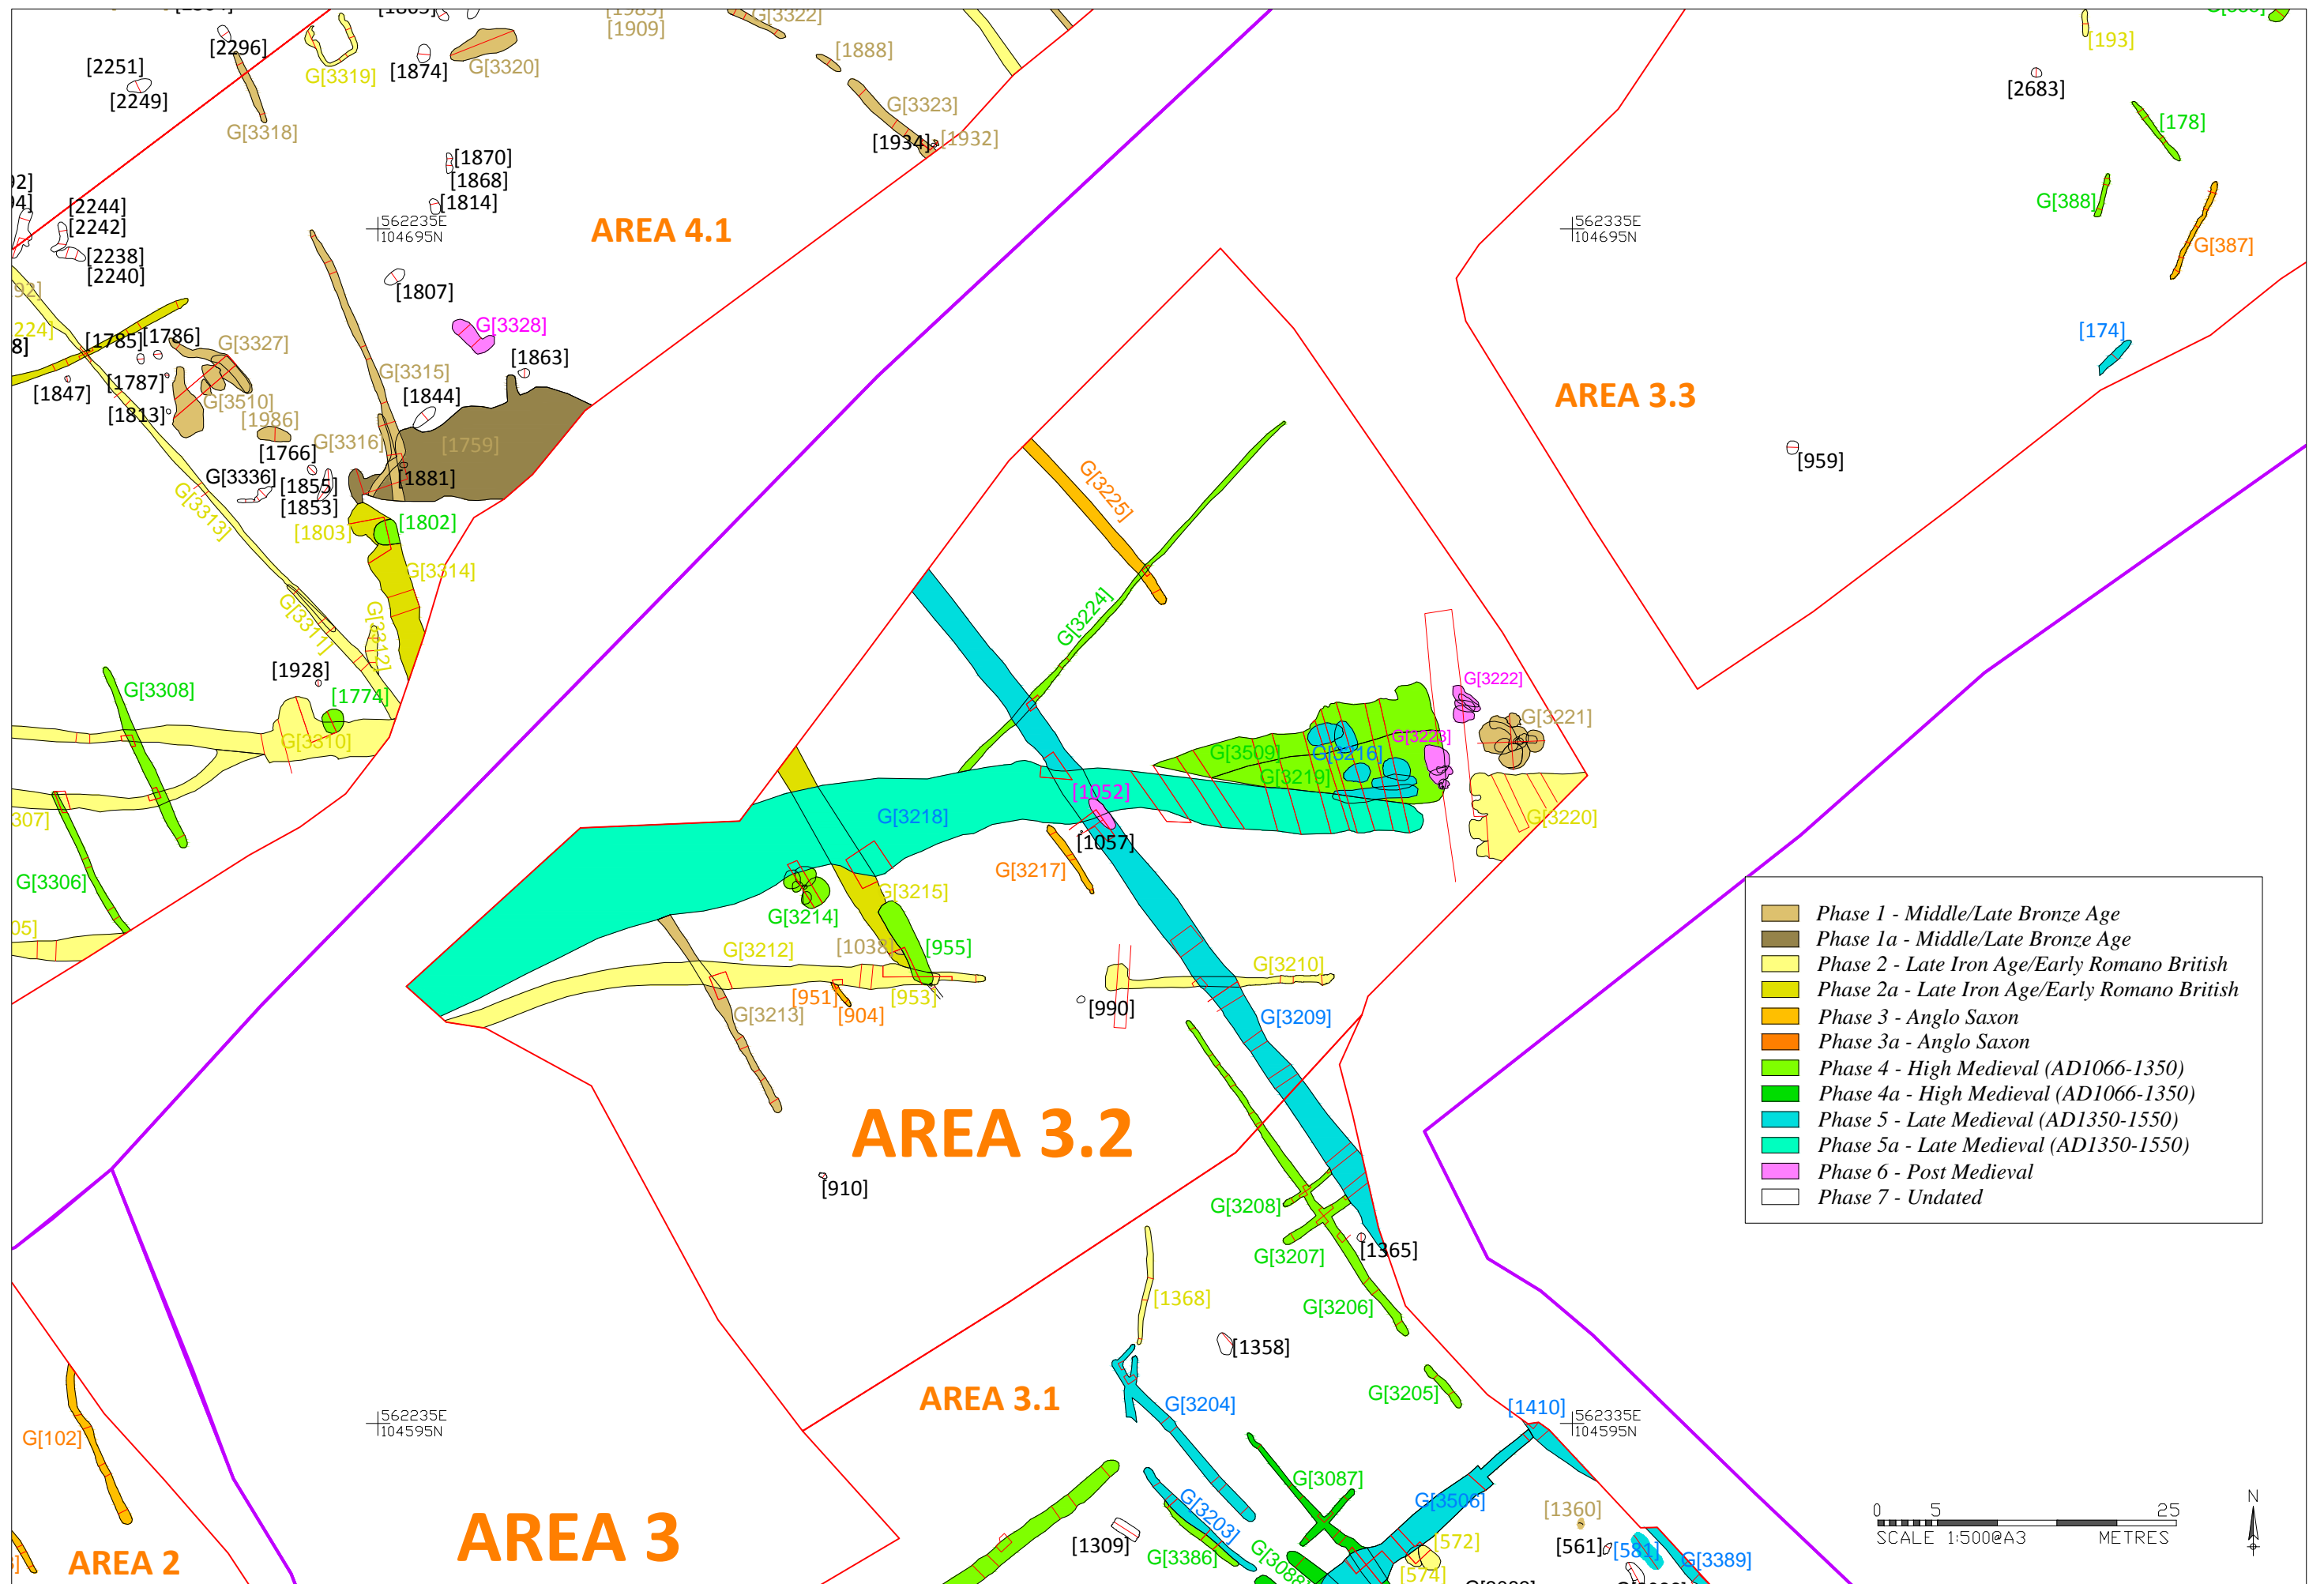 [1909]
G[3322]
[2296]
[2251]
[2249]
G[3319]
[1874]
G[3320]
[1888]
G[3323]
[1934]
[1932]
G[3318]
[193]
[2683]
[178]
G[388]
G[387]
[174]
[1870]
[1868]
[1814]
[2244]
[2242]
[2238]
[2240]
562235E
104695N
AREA 4.1
562335E
104695N
[1807]
G[3328]
[1863]
[1785]
[1786]
G[3327]
[1847]
[1787]
[1813]
G[3510]
[1986]
G[3315]
[1844]
G[3316]
[1759]
[1766]
G[3336]
[1855]
[1853]
[1881]
G[3313]
[1803]
[1802]
G[3314]
G[3311]
G[3212]
[1928]
[1774]
G[3308]
G[3310]
G[3306]
AREA 3.3
[959]
G[3225]
G[3224]
G[3222]
G[3221]
G[3223]
G[3509]
G[3216]
G[3219]
G[3220]
[1052]
[1057]
G[3218]
G[3217]
G[3215]
G[3214]
G[3212]
[1038]
[955]
[951]
[904]
[953]
G[3213]
G[3210]
[990]
G[3209]
AREA 3.2
[910]
G[3208]
G[3207]
[1365]
G[3206]
[1368]
[1358]
G[3205]
AREA 3.1
G[3204]
[1410]
562235E
104595N
562335E
104595N
G[102]
AREA 2
AREA 3
G[3087]
G[3203]
G[3506]
[1309]
G[3386]
G[3088]
[572]
[574]
[1360]
[561]
[581]
G[3389]
Phase 1 - Middle/Late Bronze Age
Phase 1a - Middle/Late Bronze Age
Phase 2 - Late Iron Age/Early Romano British
Phase 2a - Late Iron Age/Early Romano British
Phase 3 - Anglo Saxon
Phase 3a - Anglo Saxon
Phase 4 - High Medieval (AD1066-1350)
Phase 4a - High Medieval (AD1066-1350)
Phase 5 - Late Medieval (AD1350-1550)
Phase 5a - Late Medieval (AD1350-1550)
Phase 6 - Post Medieval
Phase 7 - Undated
0 5 25
SCALE 1:500@A3 METRES
N